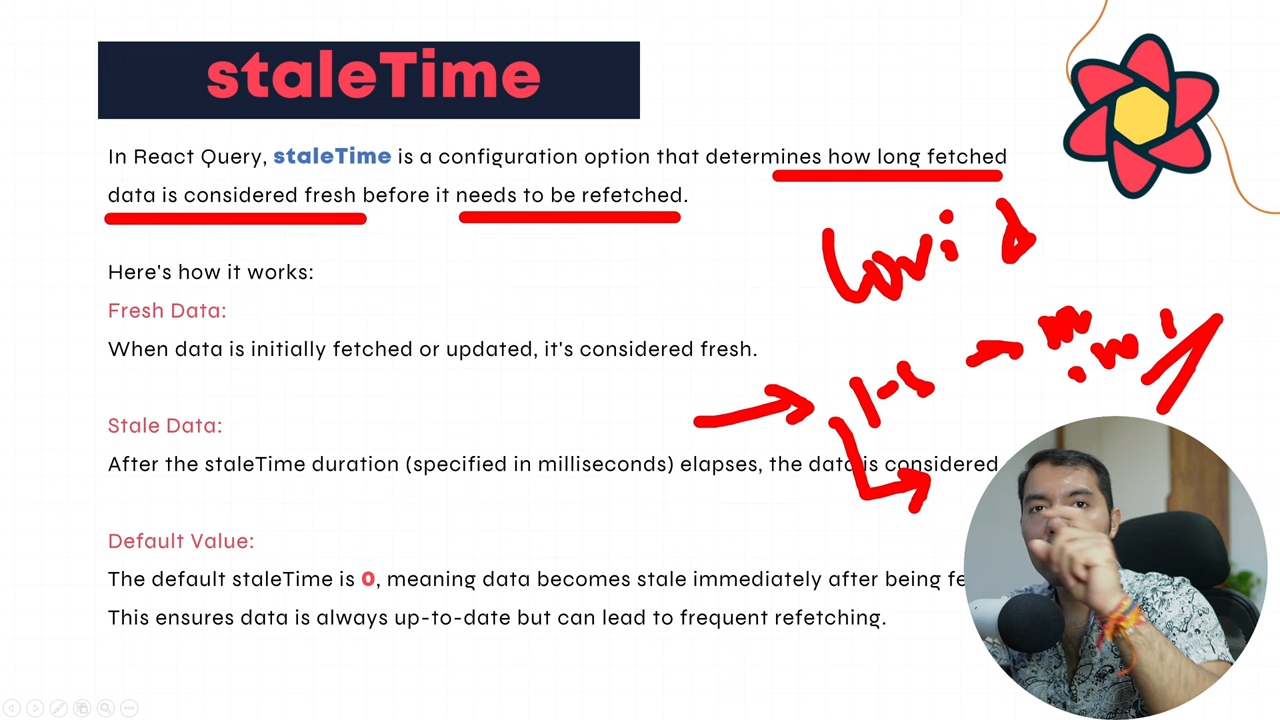 staleTime
In React Query, staleTime is a configuration option that determines how long fetched
data is considered fresh before it needs to be refetched.
Covid
Here's how it works:
Fresh Data:
When data is initially fetched or updated, it's considered fresh.
Stale Data:
After the staleTime duration (specified in milliseconds) elapses, the data is considered
Default Value:
The default staleTime is 0, meaning data becomes stale immediately after being fe
This ensures data is always up-to-date but can lead to frequent refetching.